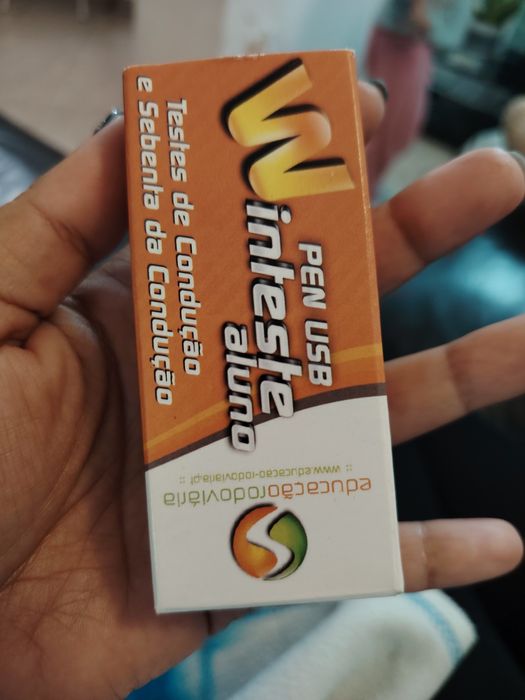 PEN USB
Winteste
aluno
Testes de Condução
e Sebenta da Condução
educaçãorodoviária
:: www.educacao-rodoviaria.pt ::